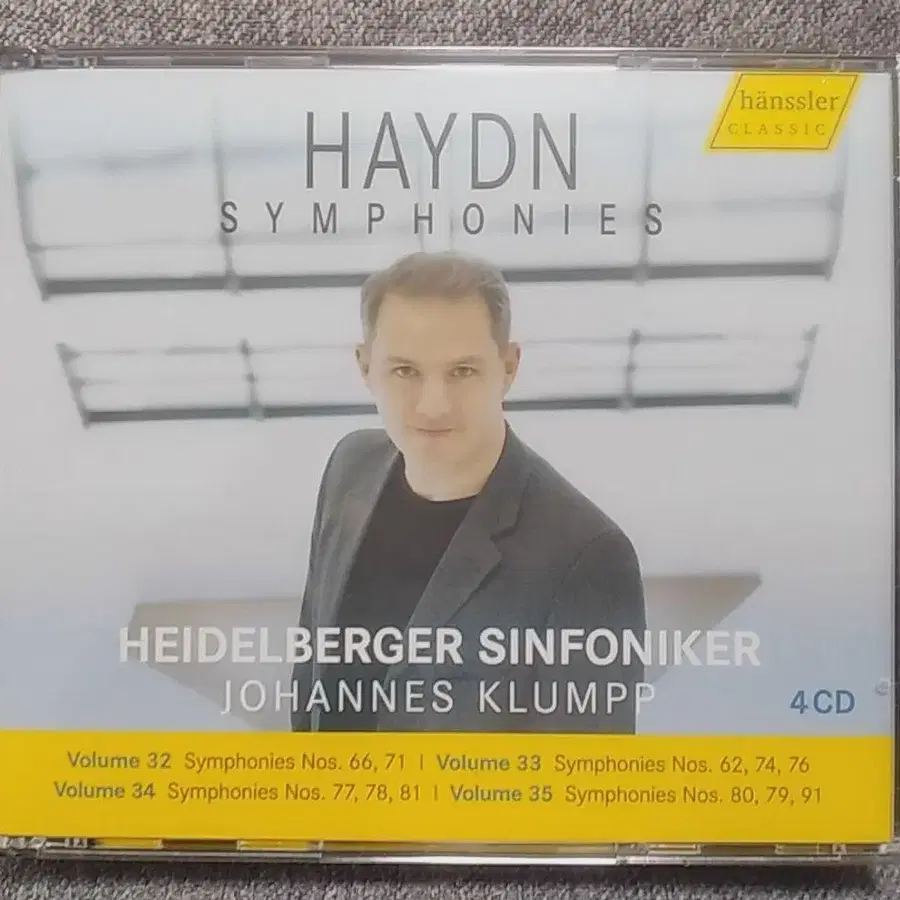 hänssler
CLASSIC
HAYDN
SYMPHONIES
HEIDELBERGER SINFONIKER
JOHANNES KLUMPP
4CD
Volume 32 Symphonies Nos. 66, 71 | Volume 33 Symphonies Nos. 62, 74, 76
Volume 34 Symphonies Nos. 77, 78, 81 | Volume 35 Symphonies Nos. 80, 79, 91